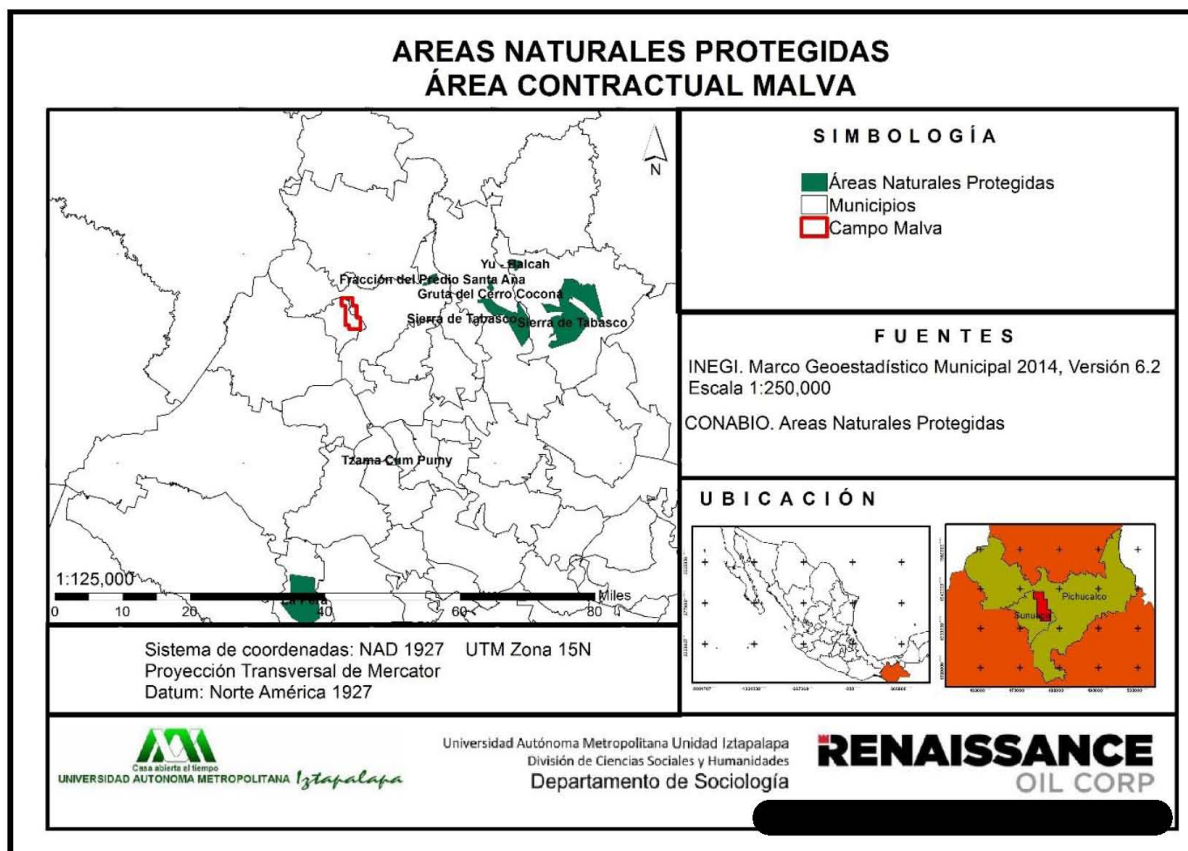 AREAS NATURALES PROTEGIDAS
ÁREA CONTRACTUAL MALVA
N
Yu - Balcah
Fracción del Predio Santa Ana
Gruta del Cerro Coconá
Sierra de Tabasco
Sierra de Tabasco
Tzama Cum Pumy
1:125,000
0 10 20 40 60 80 Miles
Sistema de coordenadas: NAD 1927 UTM Zona 15N
Proyección Transversal de Mercator
Datum: Norte América 1927
SIMBOLOGÍA
Áreas Naturales Protegidas
Municipios
Campo Malva
FUENTES
INEGI. Marco Geoestadístico Municipal 2014, Versión 6.2
Escala 1:250,000
CONABIO. Areas Naturales Protegidas
UBICACIÓN
Pichucalco
Casa abierta al tiempo
UNIVERSIDAD AUTONOMA METROPOLITANA Iztapalapa
Universidad Autónoma Metropolitana Unidad Iztapalapa
División de Ciencias Sociales y Humanidades
Departamento de Sociología
RENAISSANCE
OIL CORP